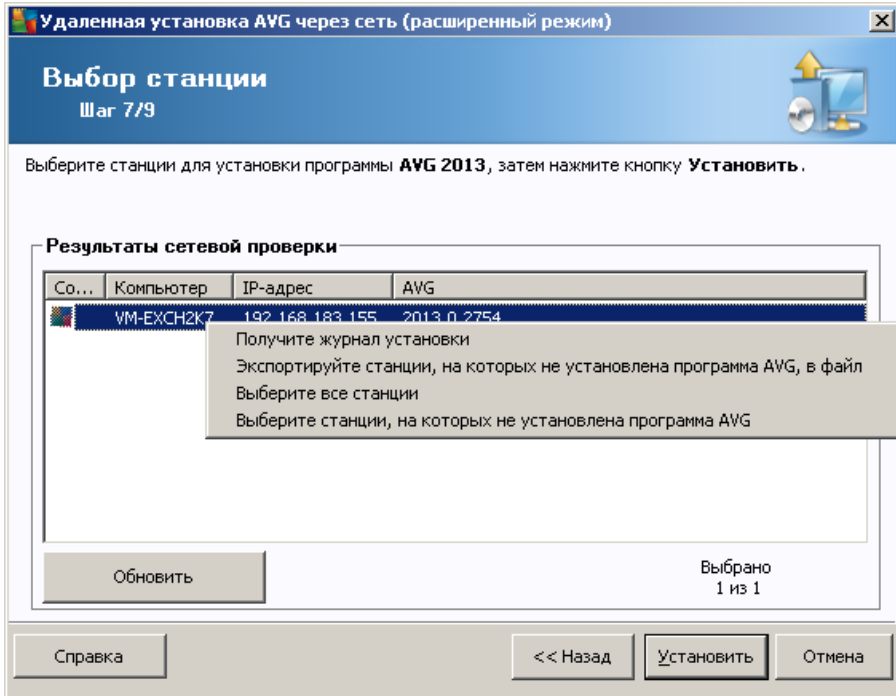 Удаленная установка AVG через сеть (расширенный режим)
Выбор станции
Шаг 7/9
Выберите станции для установки программы AVG 2013, затем нажмите кнопку Установить.
Результаты сетевой проверки
Со... Компьютер IP-адрес AVG
VM-EXCH2K7 192.168.183.155 2013.0.2754
Получите журнал установки
Экспортируйте станции, на которых не установлена программа AVG, в файл
Выберите все станции
Выберите станции, на которых не установлена программа AVG
Обновить
Выбрано
1 из 1
Справка << Назад Установить Отмена